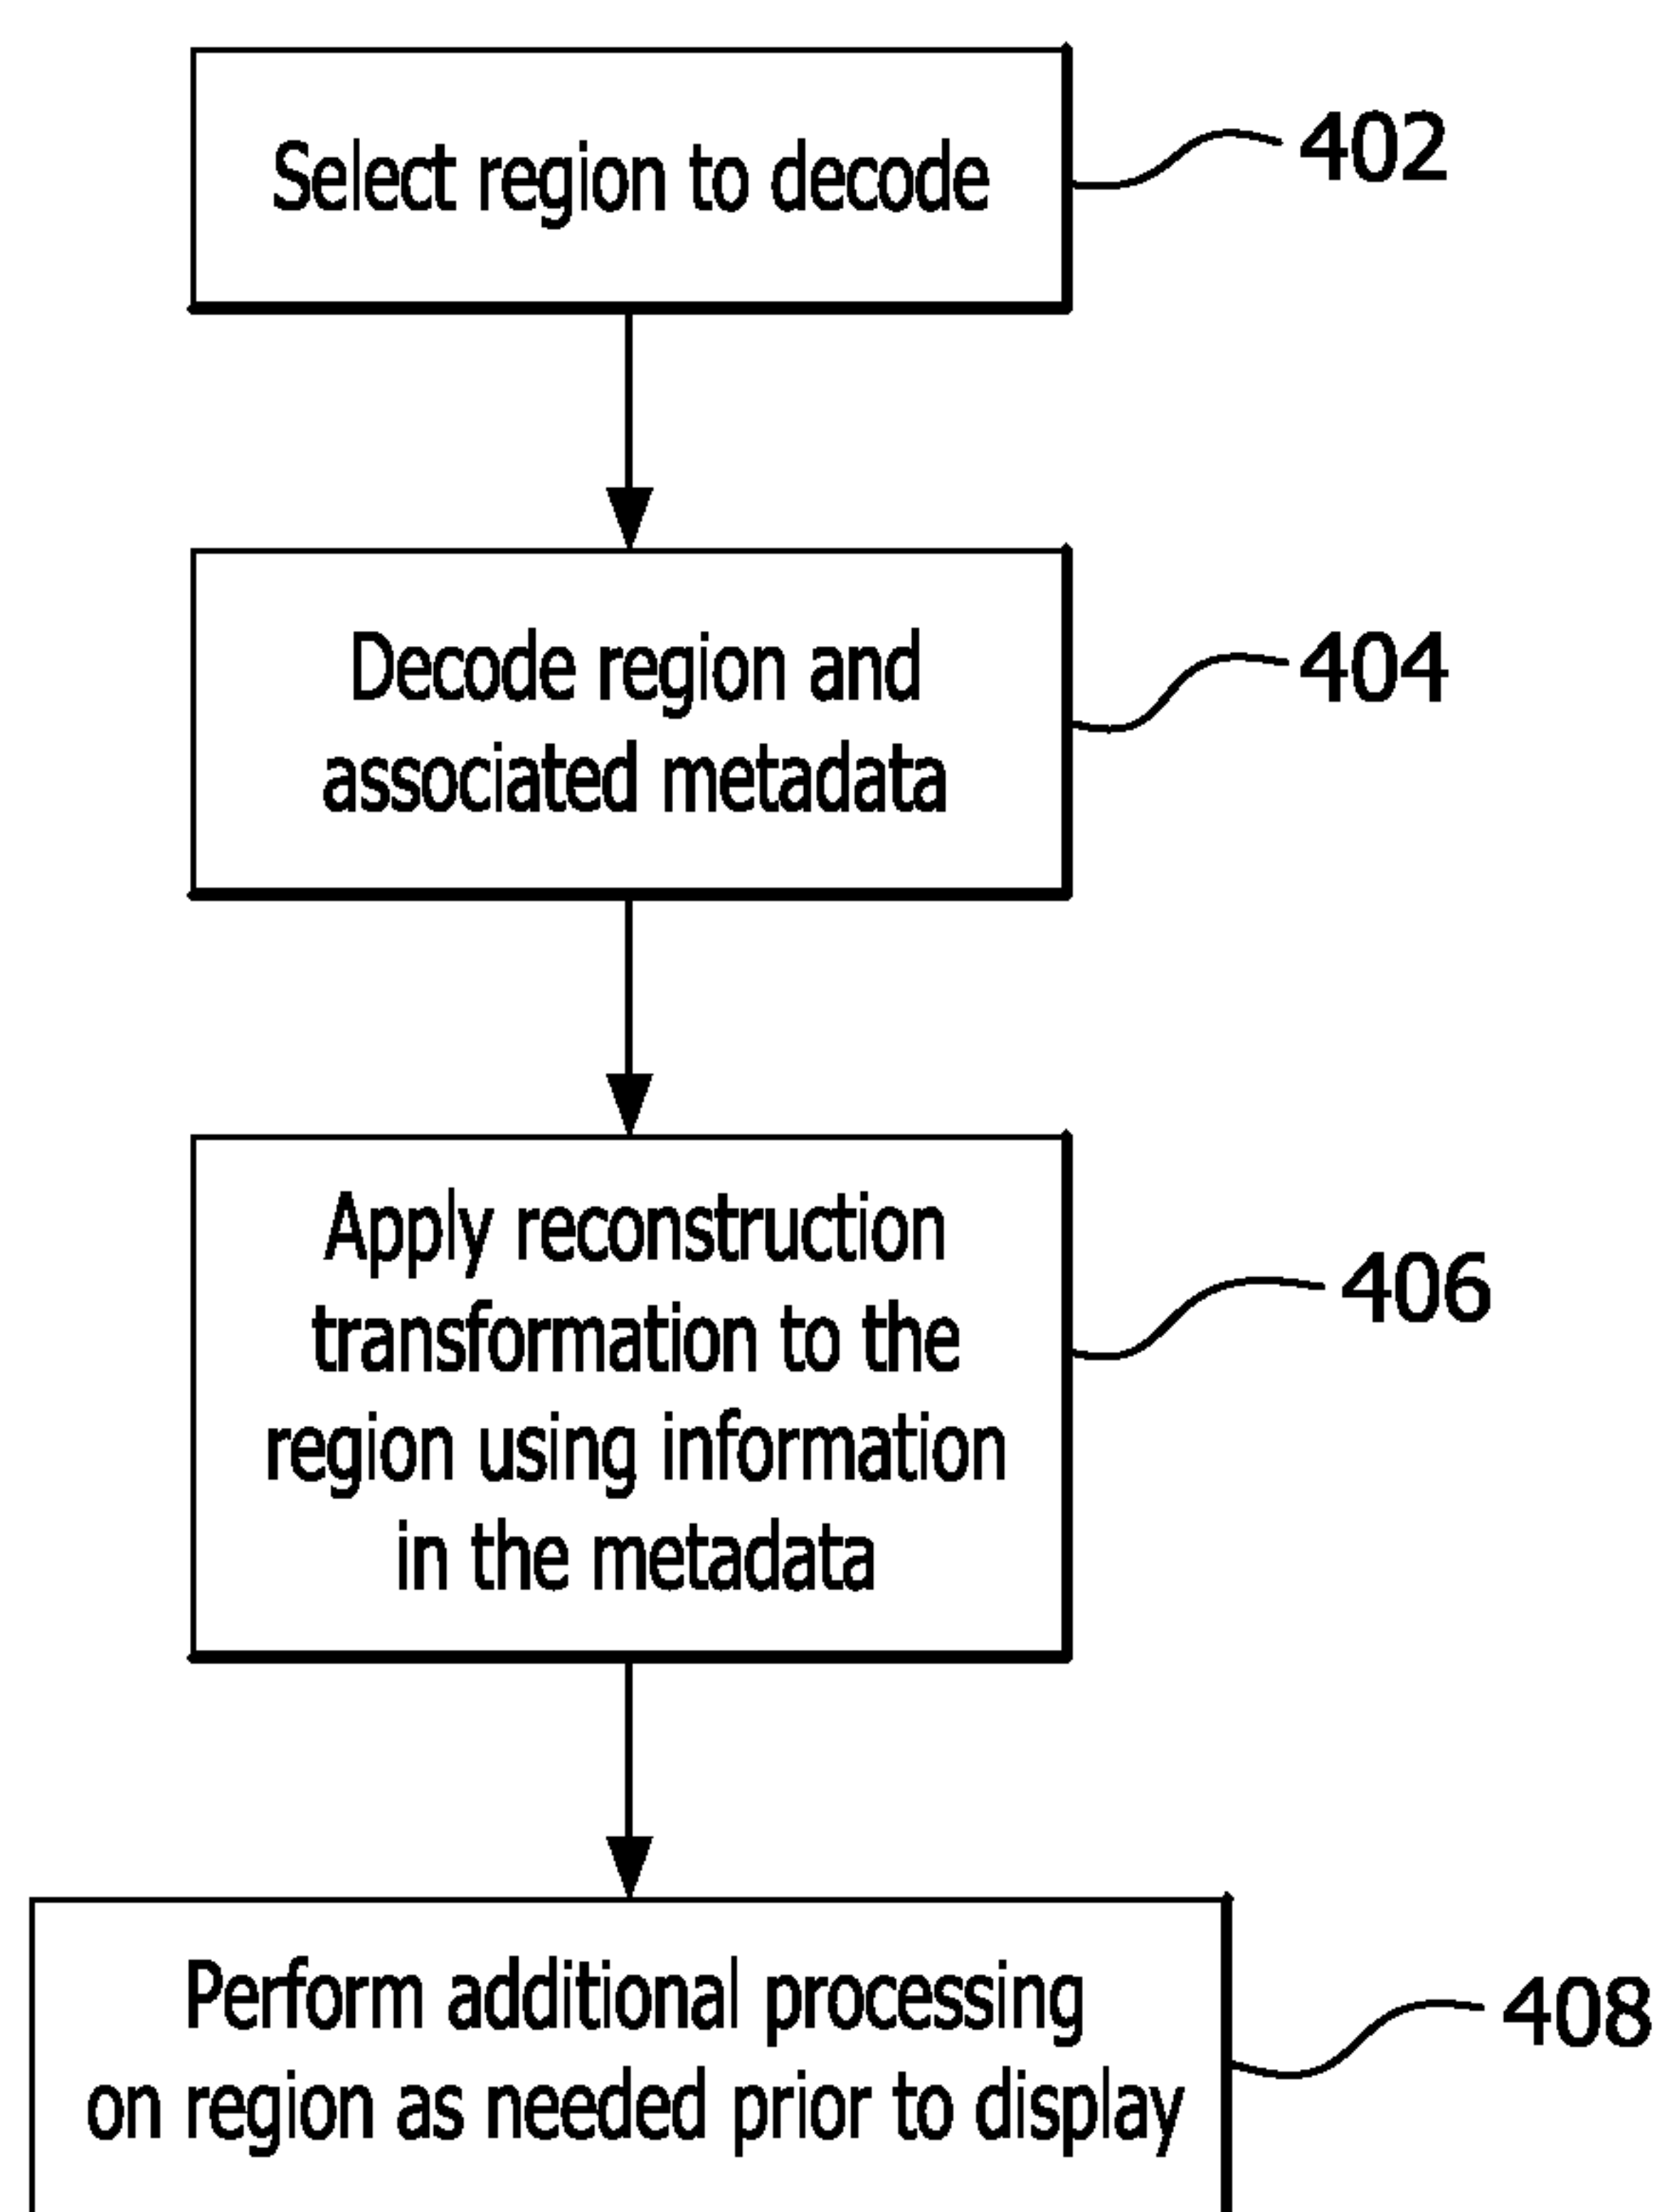 Select region to decode
402
Decode region and
associated metadata
404
Apply reconstruction
transformation to the
region using information
in the metadata
406
Perform additional processing
on region as needed prior to display
408